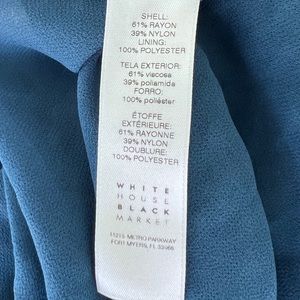 SHELL:
61% RAYON
39% NYLON
LINING:
100% POLYESTER
TELA EXTERIOR:
61% viscosa
39% poliamida
FORRO:
100% poliéster
ÉTOFFE
EXTÉRIEURE:
61% RAYONNE
39% NYLON
DOUBLURE:
100% POLYESTER
WHITE
HOUSE
BLACK
MARKET
11215 METRO PARKWAY
FORT MYERS, FL 33966